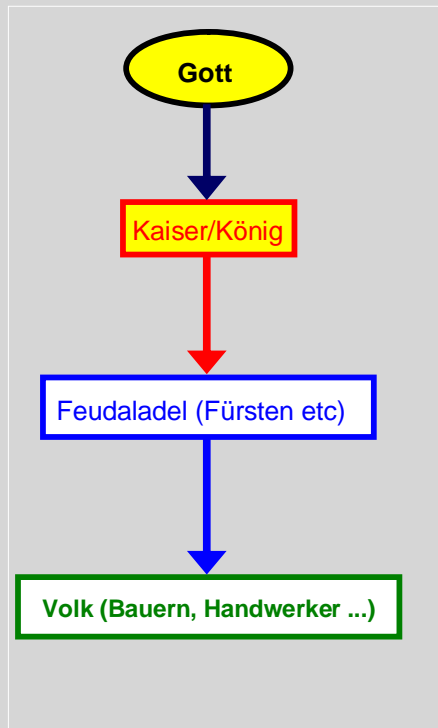 Gott
Kaiser/König
Feudaladel (Fürsten etc)
Volk (Bauern, Handwerker ...)